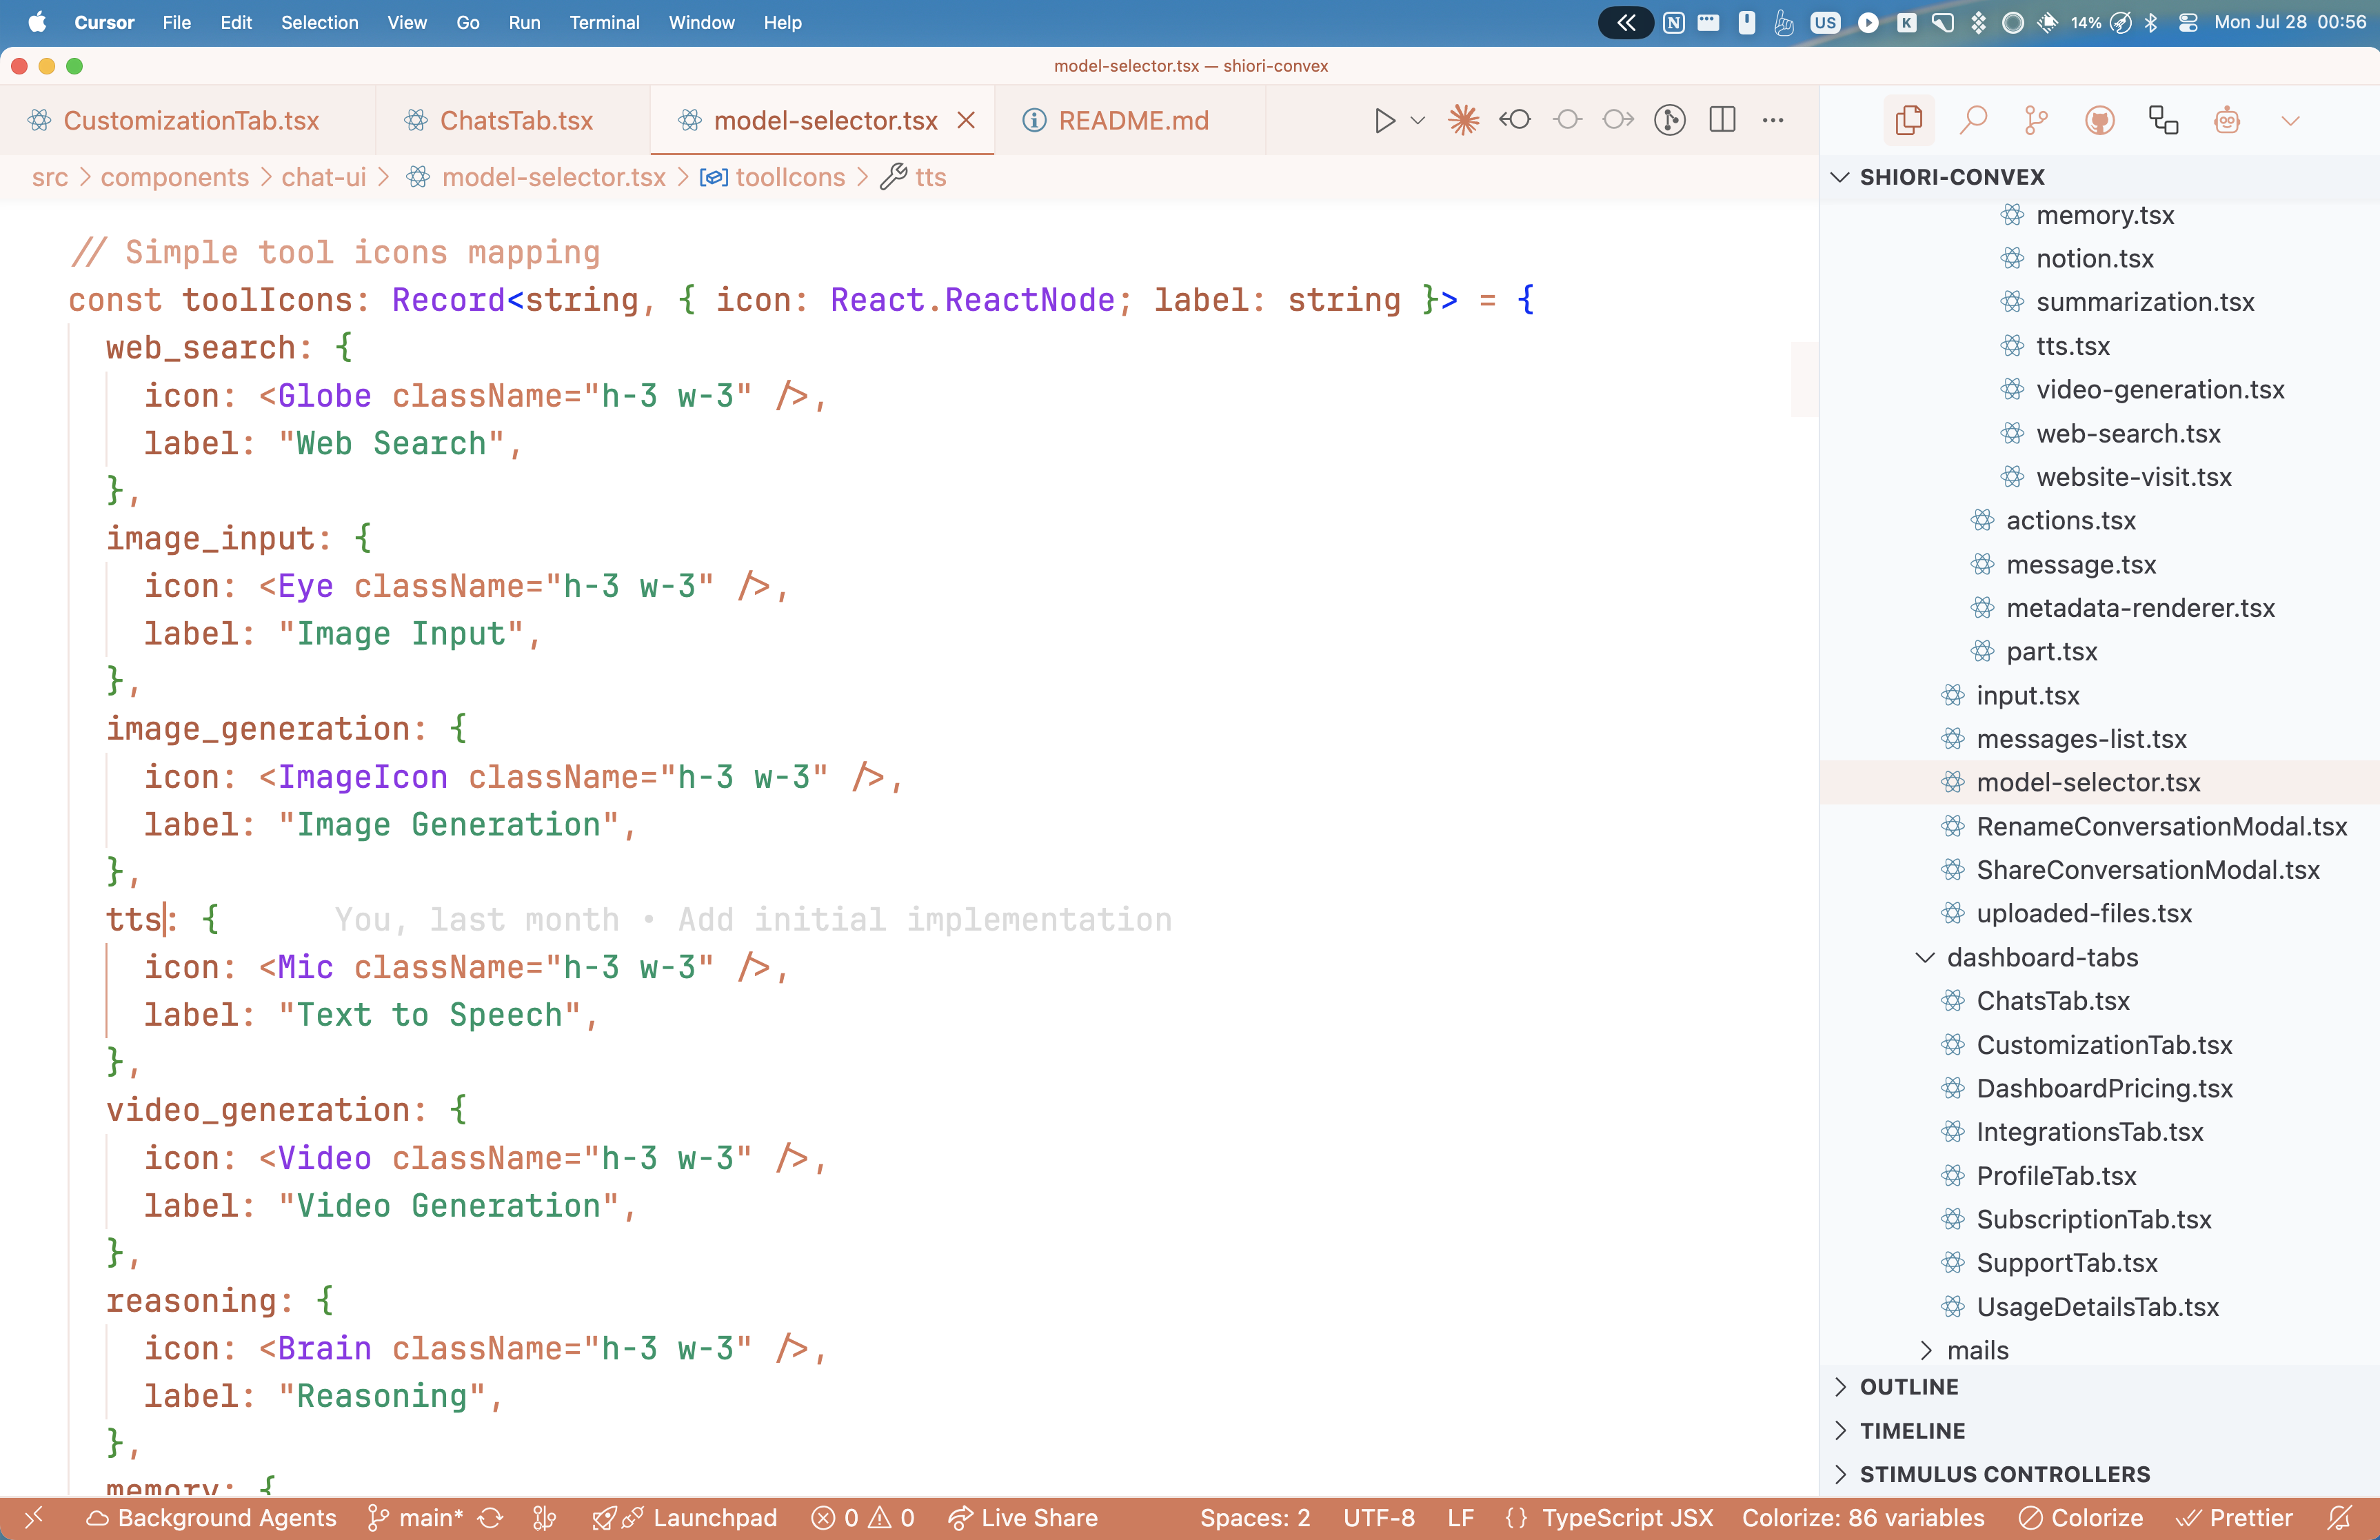 Cursor File Edit Selection View Go Run Terminal Window Help
US K 14% Mon Jul 28 00:56
model-selector.tsx — shiori-convex
CustomizationTab.tsx ChatsTab.tsx model-selector.tsx README.md
src > components > chat-ui > model-selector.tsx > toolIcons > tts
// Simple tool icons mapping
const toolIcons: Record<string, { icon: React.ReactNode; label: string }> = {
web_search: {
icon: <Globe className="h-3 w-3" />,
label: "Web Search",
},
image_input: {
icon: <Eye className="h-3 w-3" />,
label: "Image Input",
},
image_generation: {
icon: <ImageIcon className="h-3 w-3" />,
label: "Image Generation",
},
tts: { You, last month • Add initial implementation
icon: <Mic className="h-3 w-3" />,
label: "Text to Speech",
},
video_generation: {
icon: <Video className="h-3 w-3" />,
label: "Video Generation",
},
reasoning: {
icon: <Brain className="h-3 w-3" />,
label: "Reasoning",
},
memory: {
SHIORI-CONVEX
memory.tsx
notion.tsx
summarization.tsx
tts.tsx
video-generation.tsx
web-search.tsx
website-visit.tsx
actions.tsx
message.tsx
metadata-renderer.tsx
part.tsx
input.tsx
messages-list.tsx
model-selector.tsx
RenameConversationModal.tsx
ShareConversationModal.tsx
uploaded-files.tsx
dashboard-tabs
ChatsTab.tsx
CustomizationTab.tsx
DashboardPricing.tsx
IntegrationsTab.tsx
ProfileTab.tsx
SubscriptionTab.tsx
SupportTab.tsx
UsageDetailsTab.tsx
mails
OUTLINE
TIMELINE
STIMULUS CONTROLLERS
Background Agents main* Launchpad 0 0 Live Share Spaces: 2 UTF-8 LF {} TypeScript JSX Colorize: 86 variables Colorize Prettier